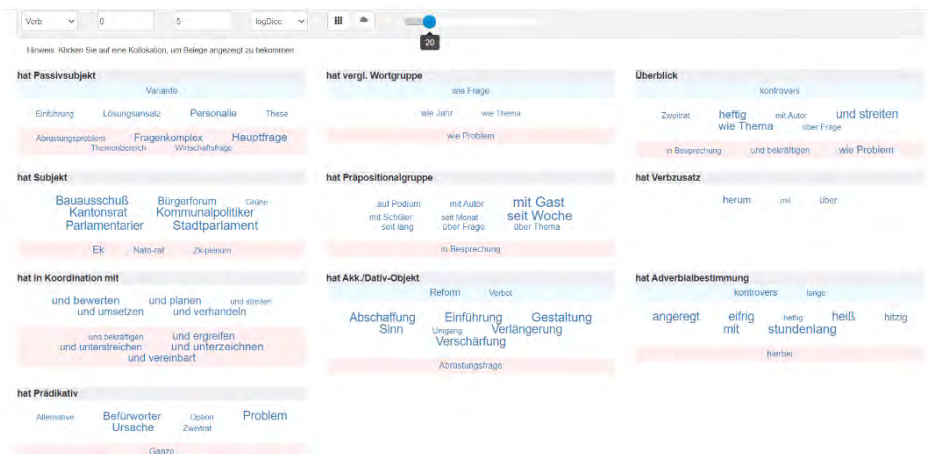 Verb 0 5 logDice
20
Hinweis: Klicken Sie auf eine Kollokation, um Belege angezeigt zu bekommen
hat Passivsubjekt
Variante
Einführung Lösungsansatz Personalie These
Abrüstungsproblem Fragenkomplex Hauptfrage
Themenbereich Wirtschaftsfrage
hat vergl. Wortgruppe
wie Frage
wie Jahr wie Thema
wie Problem
Überblick
kontrovers
Zweitrat heftig mit Autor und streiten
wie Thema über Frage
in Besprechung und bekräftigen wie Problem
hat Subjekt
Bauausschuß Bürgerforum Grüne
Kantonsrat Kommunalpolitiker
Parlamentarier Stadtparlament
Ek Nato-rat Zk-plenum
hat Präpositionalgruppe
auf Podium mit Autor mit Gast
mit Schüler seit Monat seit Woche
seit lang über Frage über Thema
in Besprechung
hat Verbzusatz
herum mit über
hat in Koordination mit
und bewerten und planen und streiten
und umsetzen und verhandeln
und bekräftigen und ergreifen
und unterstreichen und unterzeichnen
und vereinbart
hat Akk./Dativ-Objekt
Reform Verbot
Abschaffung Einführung Gestaltung
Sinn Umgang Verlängerung
Verschärfung
Abrüstungsfrage
hat Adverbialbestimmung
kontrovers lange
angeregt eifrig heftig heiß hitzig
mit stundenlang
hierbei
hat Prädikativ
Alternative Befürworter Option Problem
Ursache Zweitrat
Ganze